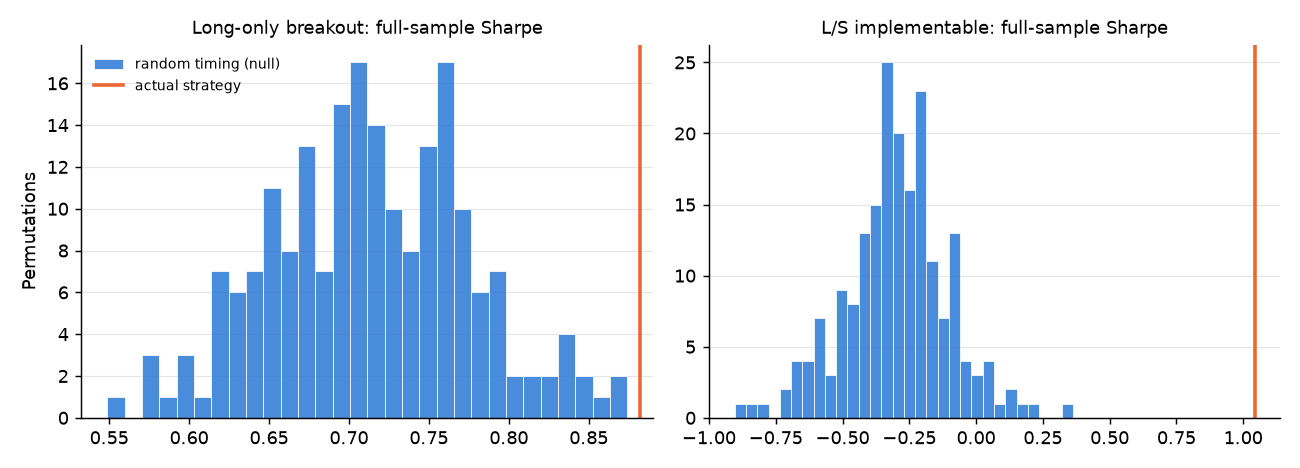 Long-only breakout: full-sample Sharpe
random timing (null)
actual strategy
Permutations
16
14
12
10
8
6
4
2
0
0.55 0.60 0.65 0.70 0.75 0.80 0.85
L/S implementable: full-sample Sharpe
25
20
15
10
5
0
−1.00 −0.75 −0.50 −0.25 0.00 0.25 0.50 0.75 1.00